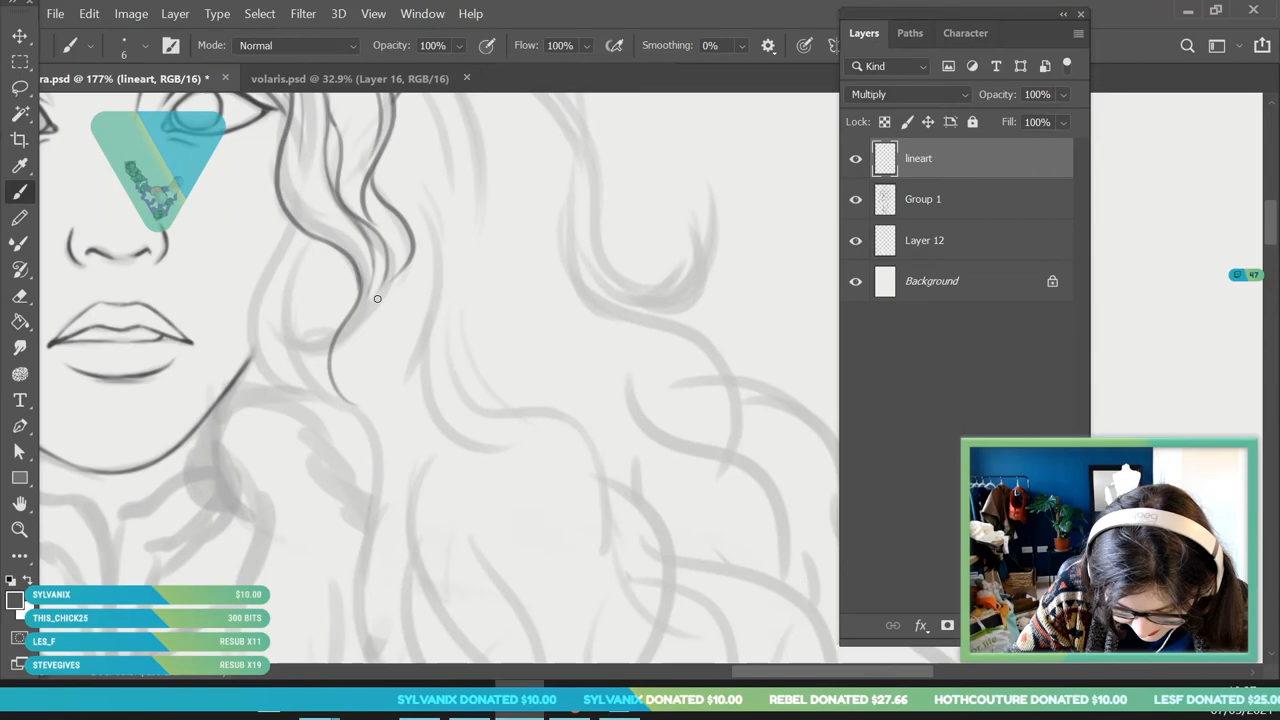 File Edit Image Layer Type Select Filter 3D View Window Help
6 Mode: Normal Opacity: 100% Flow: 100% Smoothing: 0%
ra.psd @ 177% (lineart, RGB/16) * volaris.psd @ 32.9% (Layer 16, RGB/16)
Layers Paths Character
Kind
Multiply Opacity: 100%
Lock: Fill: 100%
lineart
Group 1
Layer 12
Background
47
fx
SYLVANIX $10.00
THIS_CHICK25 300 BITS
LES_F RESUB X11
STEVEGIVES RESUB X19
SYLVANIX DONATED $10.00 SYLVANIX DONATED $10.00 REBEL DONATED $27.66 HOTHCOUTURE DONATED $10.00 LESF DONATED $25.0